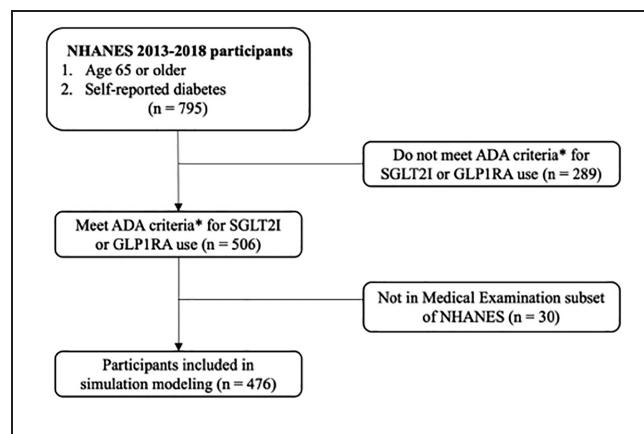 NHANES 2013-2018 participants
1. Age 65 or older
2. Self-reported diabetes
(n = 795)
Do not meet ADA criteria* for
SGLT2I or GLP1RA use (n = 289)
Meet ADA criteria* for SGLT2I
or GLP1RA use (n = 506)
Not in Medical Examination subset
of NHANES (n = 30)
Participants included in
simulation modeling (n = 476)